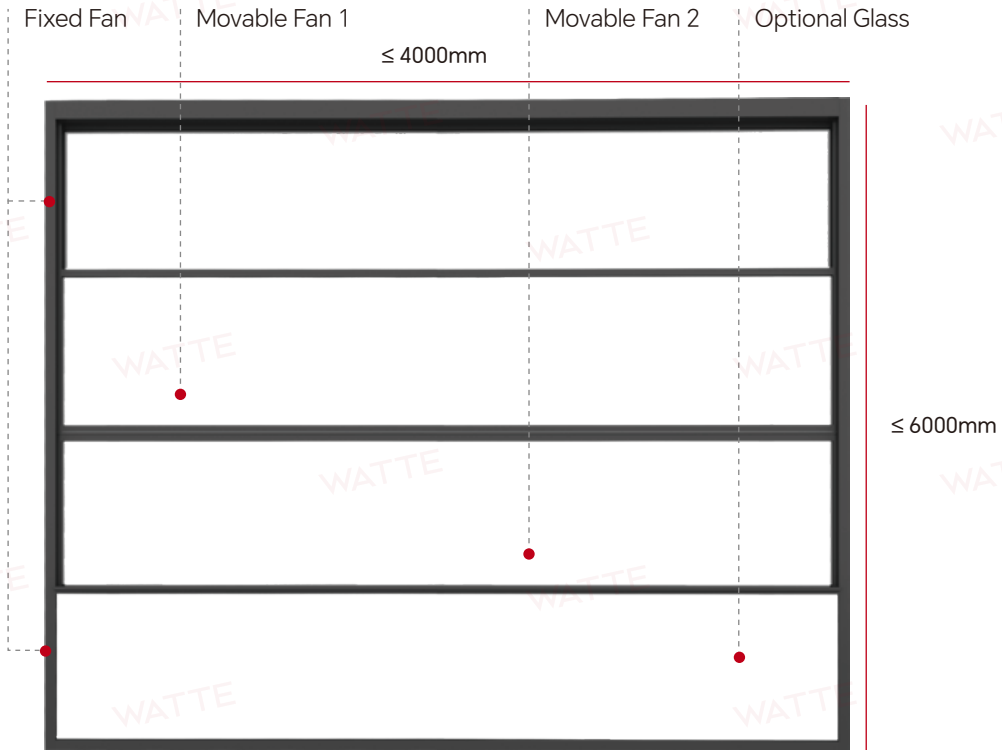 Fixed Fan
Movable Fan 1
Movable Fan 2
Optional Glass
≤ 4000mm
≤ 6000mm
WATTE
WATTE
WATTE
WATTE
WATTE
WATTE
WATTE
WATTE